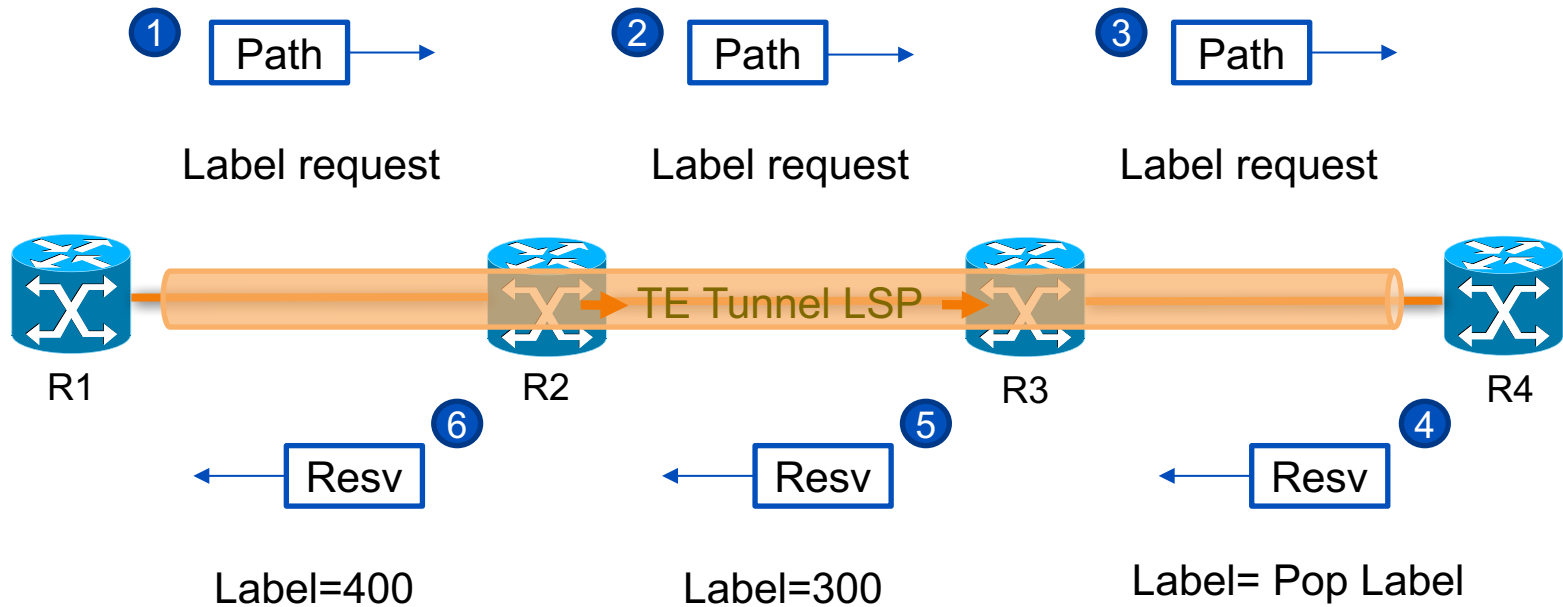 1 Path 2 Path 3 Path
Label request Label request Label request
TE Tunnel LSP
R1 R2 R3 R4
6 5 4
Resv Resv Resv
Label=400 Label=300 Label= Pop Label